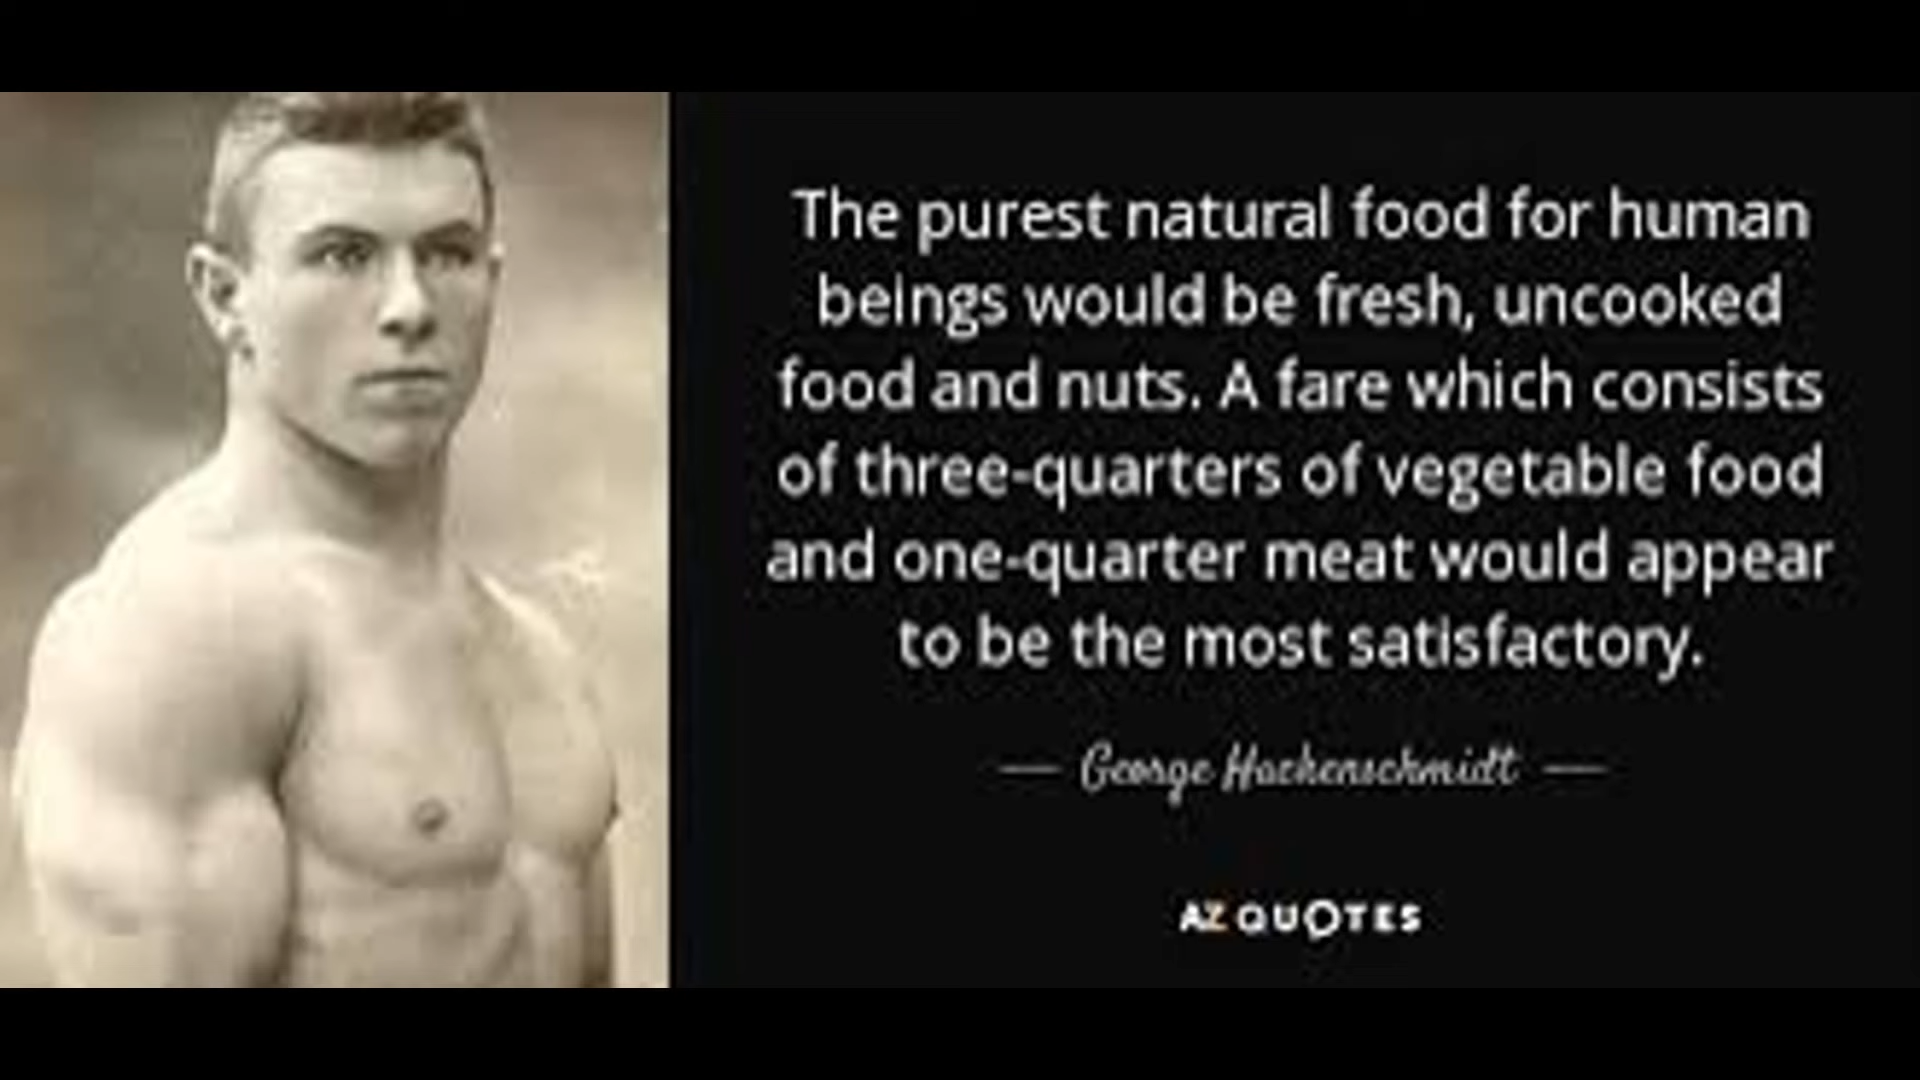 The purest natural food for human
beings would be fresh, uncooked
food and nuts. A fare which consists
of three-quarters of vegetable food
and one-quarter meat would appear
to be the most satisfactory.
— George Hackenschmidt —
AZ QUOTES